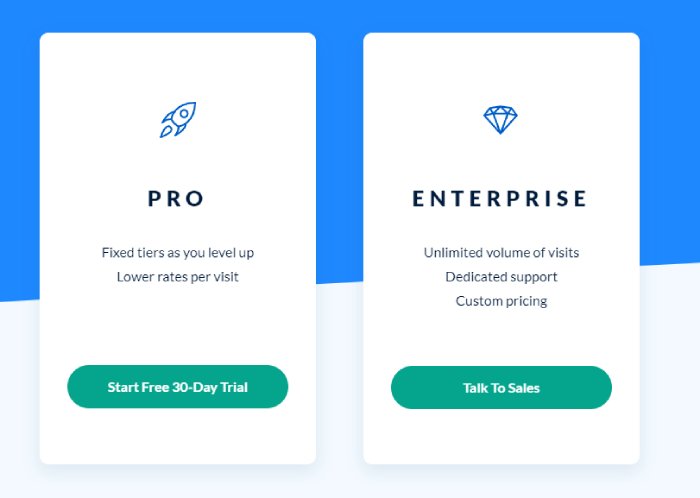 PRO
Fixed tiers as you level up
Lower rates per visit
Start Free 30-Day Trial
ENTERPRISE
Unlimited volume of visits
Dedicated support
Custom pricing
Talk To Sales